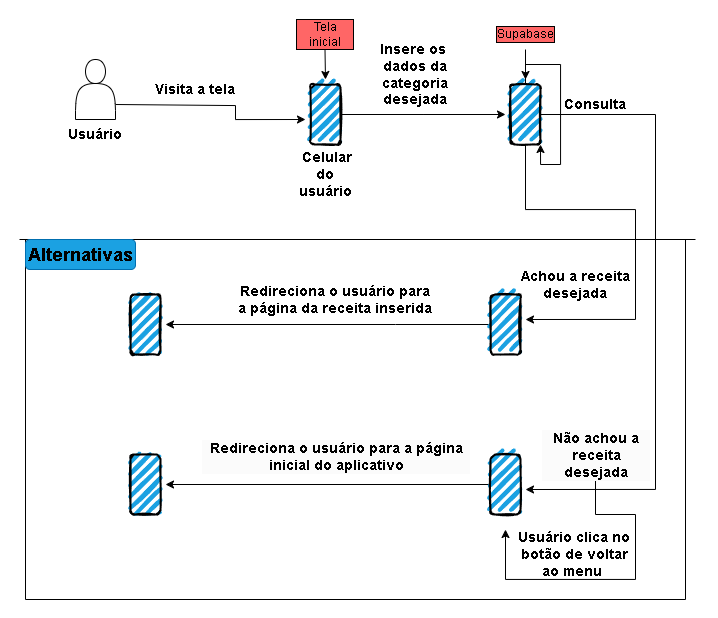 Tela
inicial
Supabase
Insere os
dados da
categoria
desejada
Visita a tela
Consulta
Usuário
Celular
do
usuário
Alternativas
Achou a receita
desejada
Redireciona o usuário para
a página da receita inserida
Não achou a
receita
desejada
Redireciona o usuário para a página
inicial do aplicativo
Usuário clica no
botão de voltar
ao menu